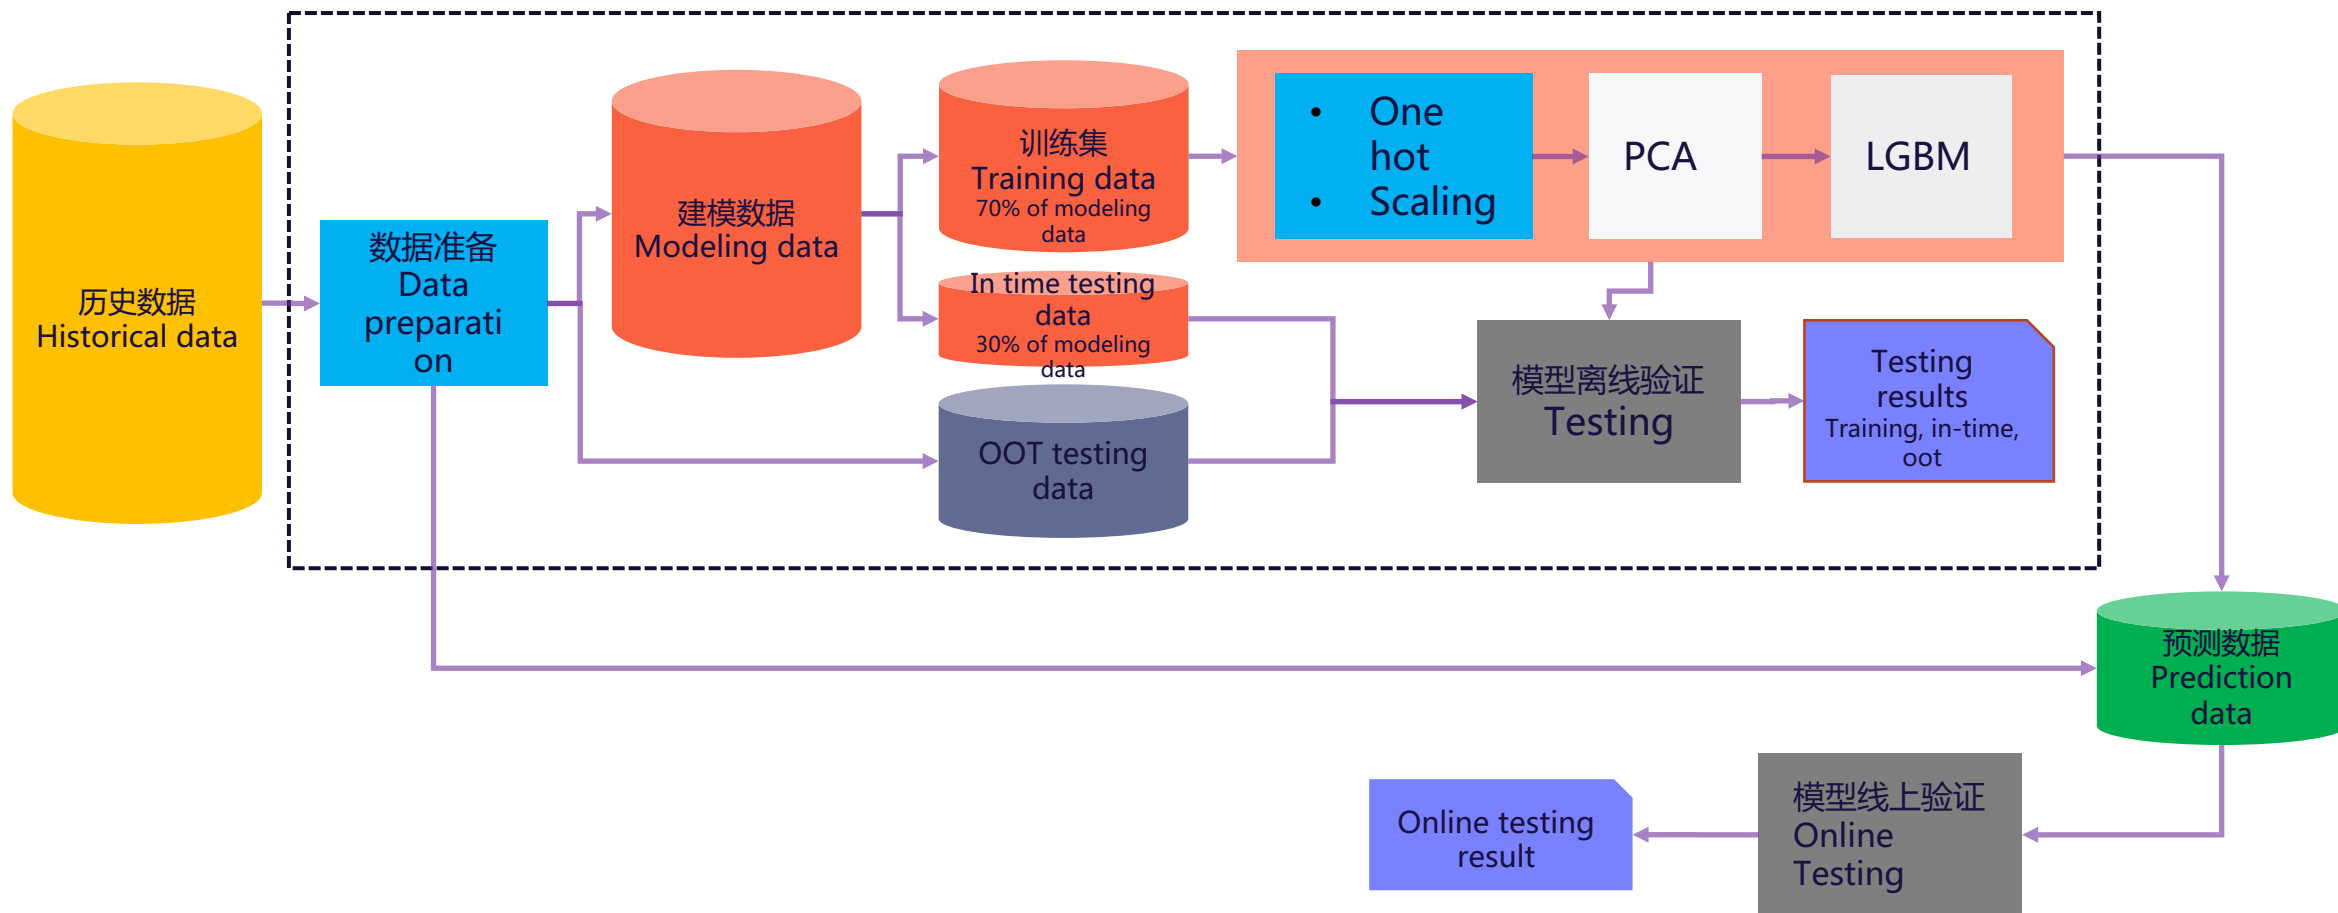 历史数据
Historical data
数据准备
Data
preparati
on
建模数据
Modeling data
训练集
Training data
70% of modeling
data
In time testing
data
30% of modeling
data
OOT testing
data
• One
hot
• Scaling
PCA
LGBM
模型离线验证
Testing
Testing
results
Training, in-time,
oot
预测数据
Prediction
data
模型线上验证
Online
Testing
Online testing
result